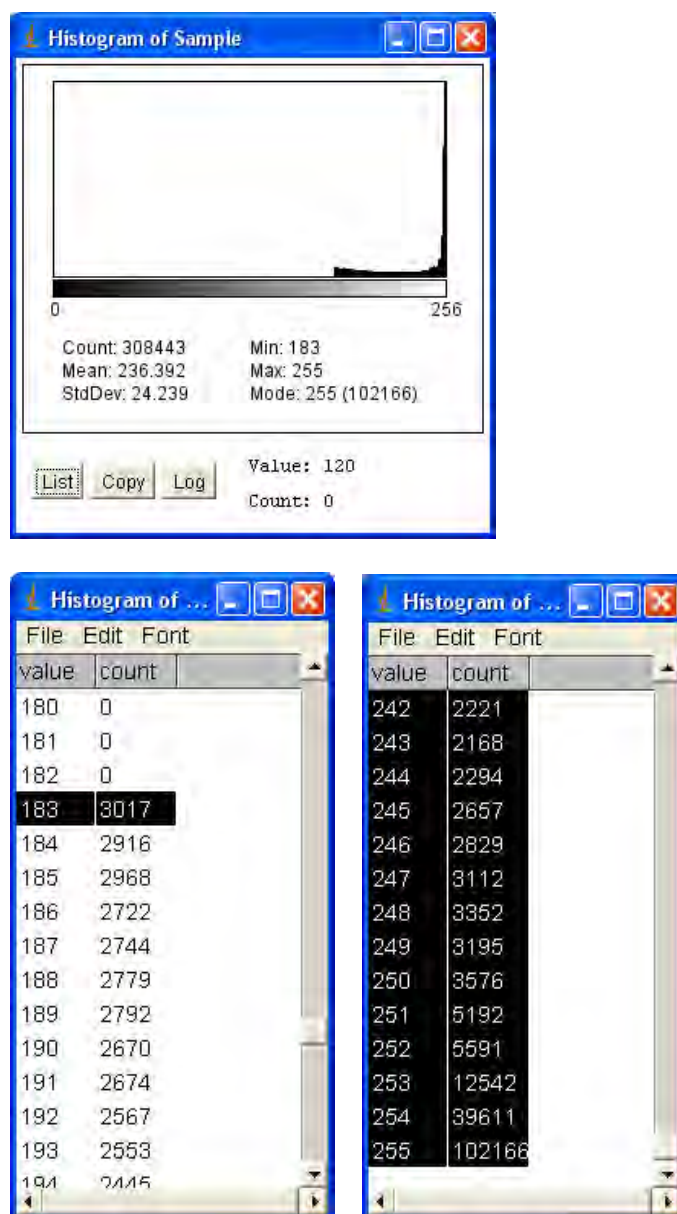 Histogram of Sample
0 256
Count: 308443 Min: 183
Mean: 236.392 Max: 255
StdDev: 24.239 Mode: 255 (102166)
List Copy Log Value: 120
Count: 0
Histogram of ...
File Edit Font
value count
180 0
181 0
182 0
183 3017
184 2916
185 2968
186 2722
187 2744
188 2779
189 2792
190 2670
191 2674
192 2567
193 2553
194 2445
Histogram of ...
File Edit Font
value count
242 2221
243 2168
244 2294
245 2657
246 2829
247 3112
248 3352
249 3195
250 3576
251 5192
252 5591
253 12542
254 39611
255 102166